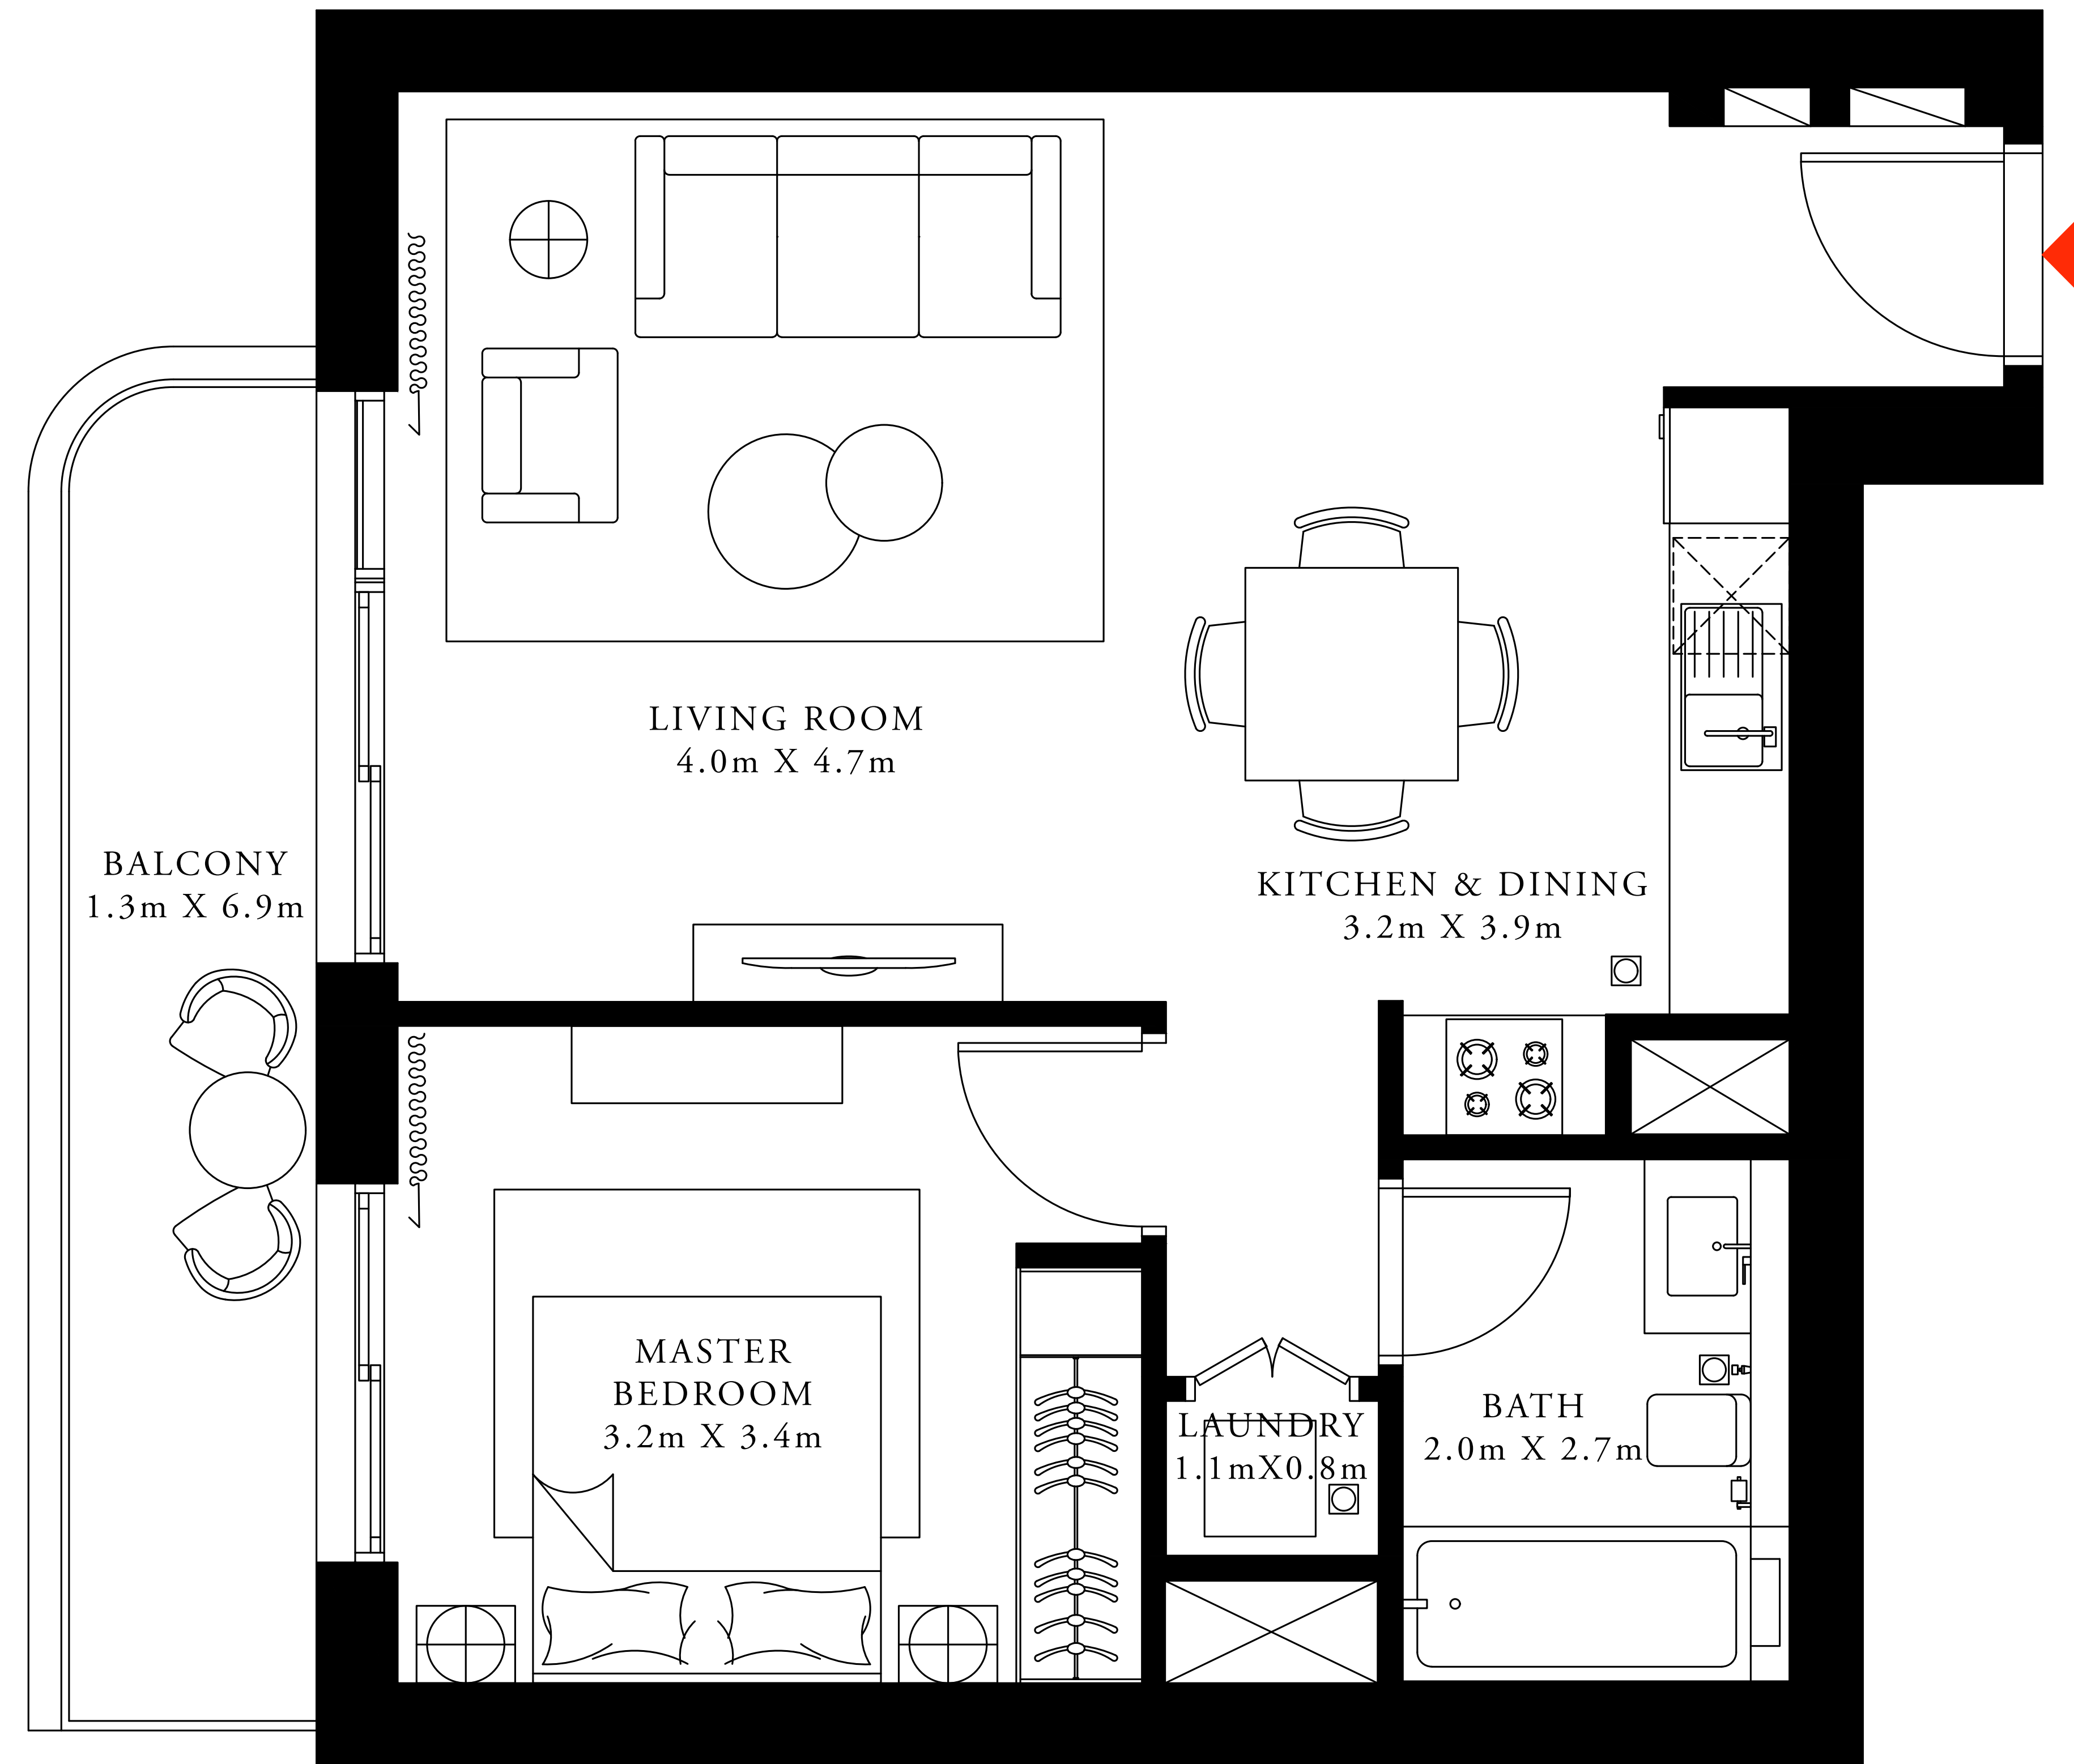 LIVING ROOM
4.0m X 4.7m
BALCONY
1.3m X 6.9m
KITCHEN & DINING
3.2m X 3.9m
MASTER
BEDROOM
3.2m X 3.4m
LAUNDRY
1.1mX0.8m
BATH
2.0m X 2.7m